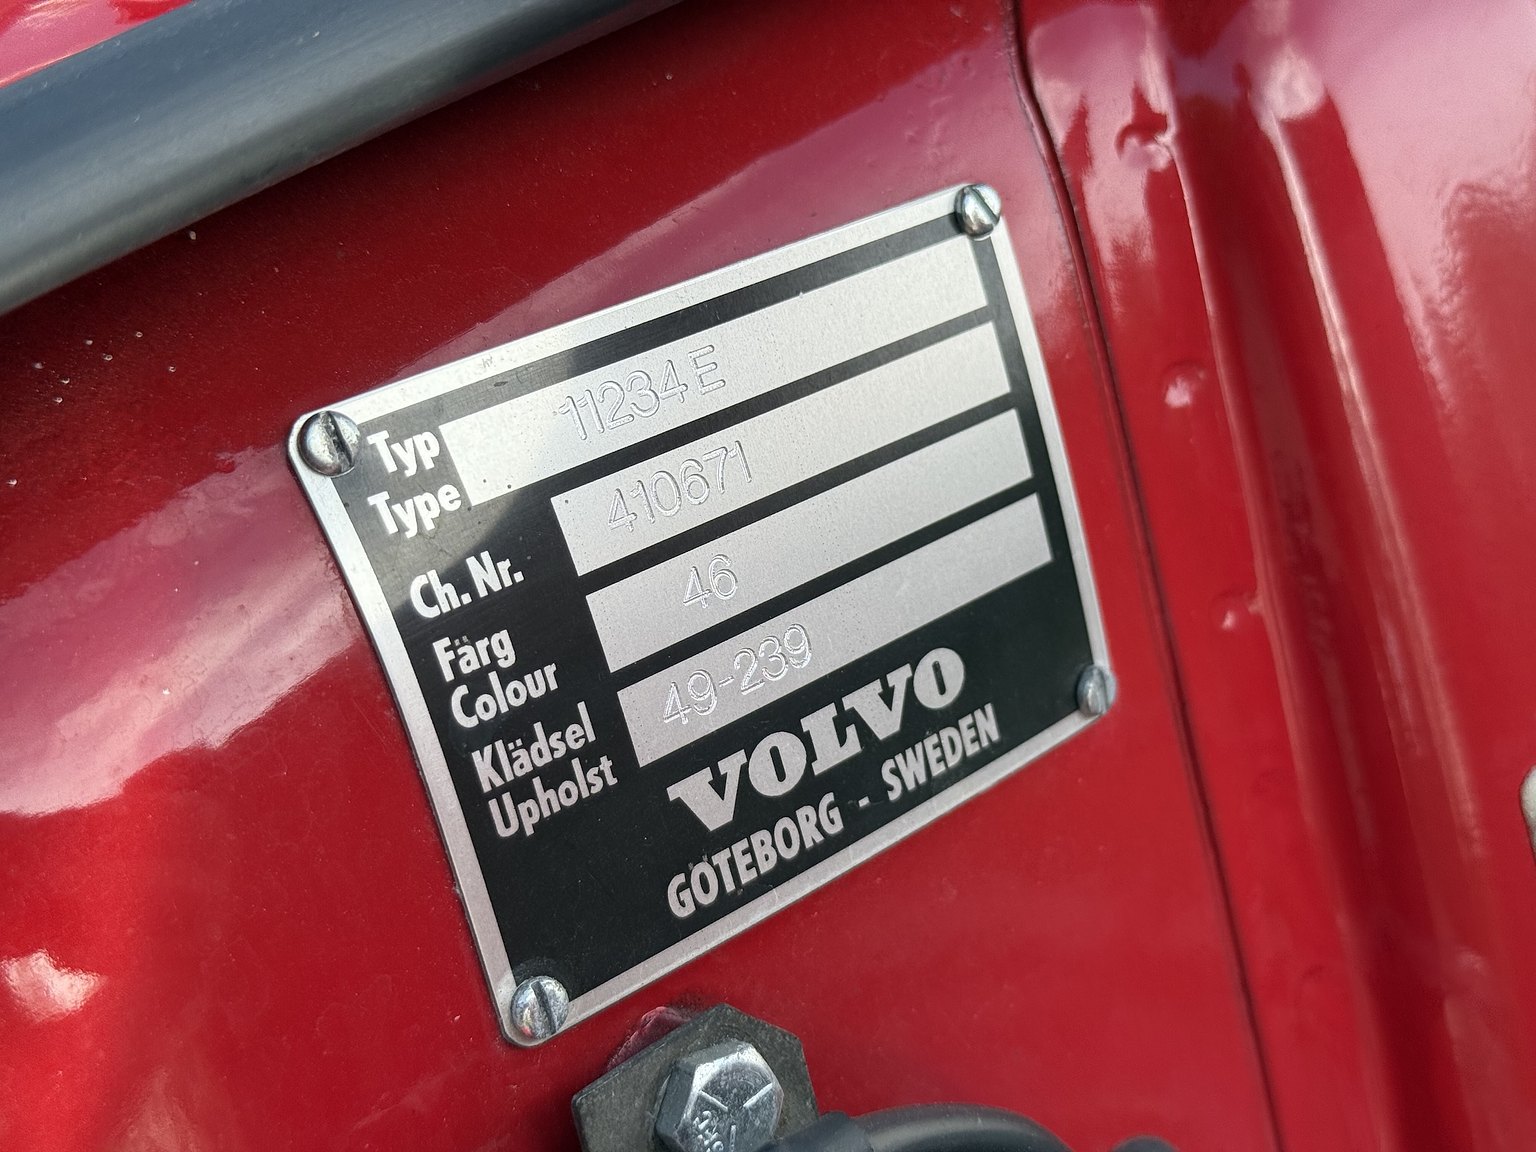 Typ 11234 E
Type
Ch. Nr. 410671
Färg 46
Colour
Klädsel 49-239
Upholst
VOLVO
GÖTEBORG - SWEDEN